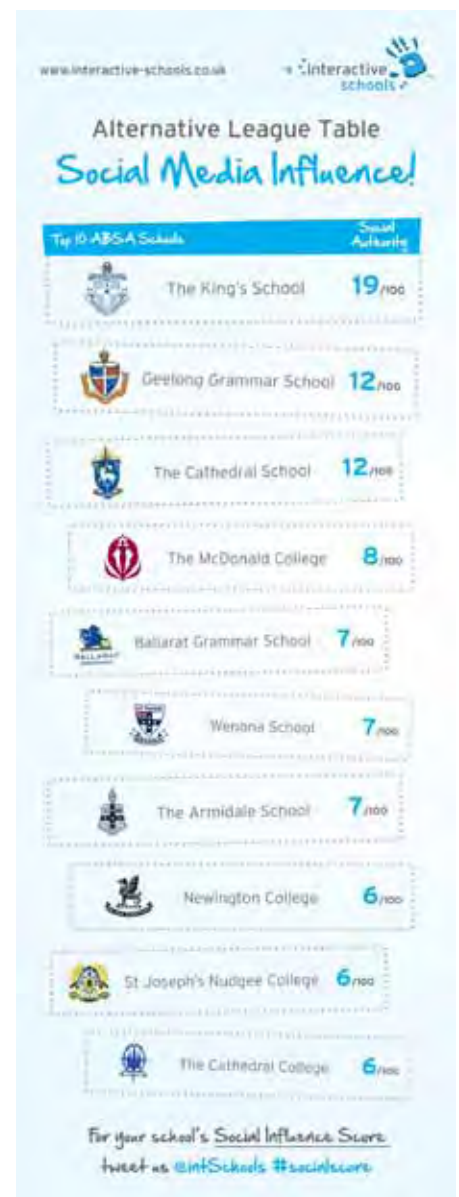 www.interactive-schools.co.uk
interactive
schools
Alternative League Table
Social Media Influence!
Top 10 ABSA Schools
Social
Authority
The King's School 19/100
Geelong Grammar School 12/100
The Cathedral School 12/100
The McDonald College 8/100
Ballarat Grammar School 7/100
BALLARAT
Wenona School 7/100
The Armidale School 7/100
Newington College 6/100
St Joseph's Nudgee College 6/100
The Cathedral College 6/100
For your school's Social Influence Score
tweet us @intSchools #socialscore